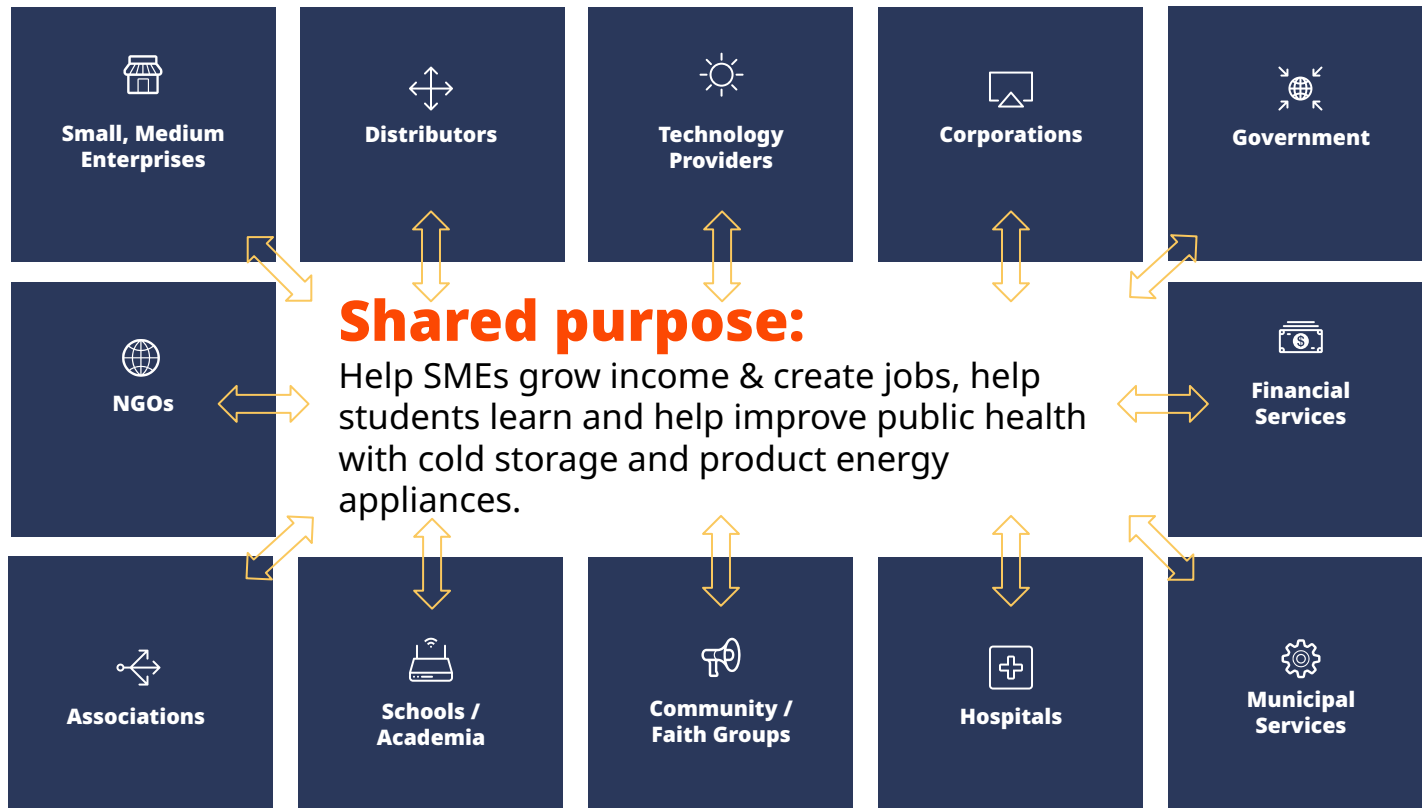 Small, Medium
Enterprises
Distributors
Technology
Providers
Corporations
Government
NGOs
Shared purpose:
Help SMEs grow income & create jobs, help
students learn and help improve public health
with cold storage and product energy
appliances.
Financial
Services
Associations
Schools /
Academia
Community /
Faith Groups
Hospitals
Municipal
Services